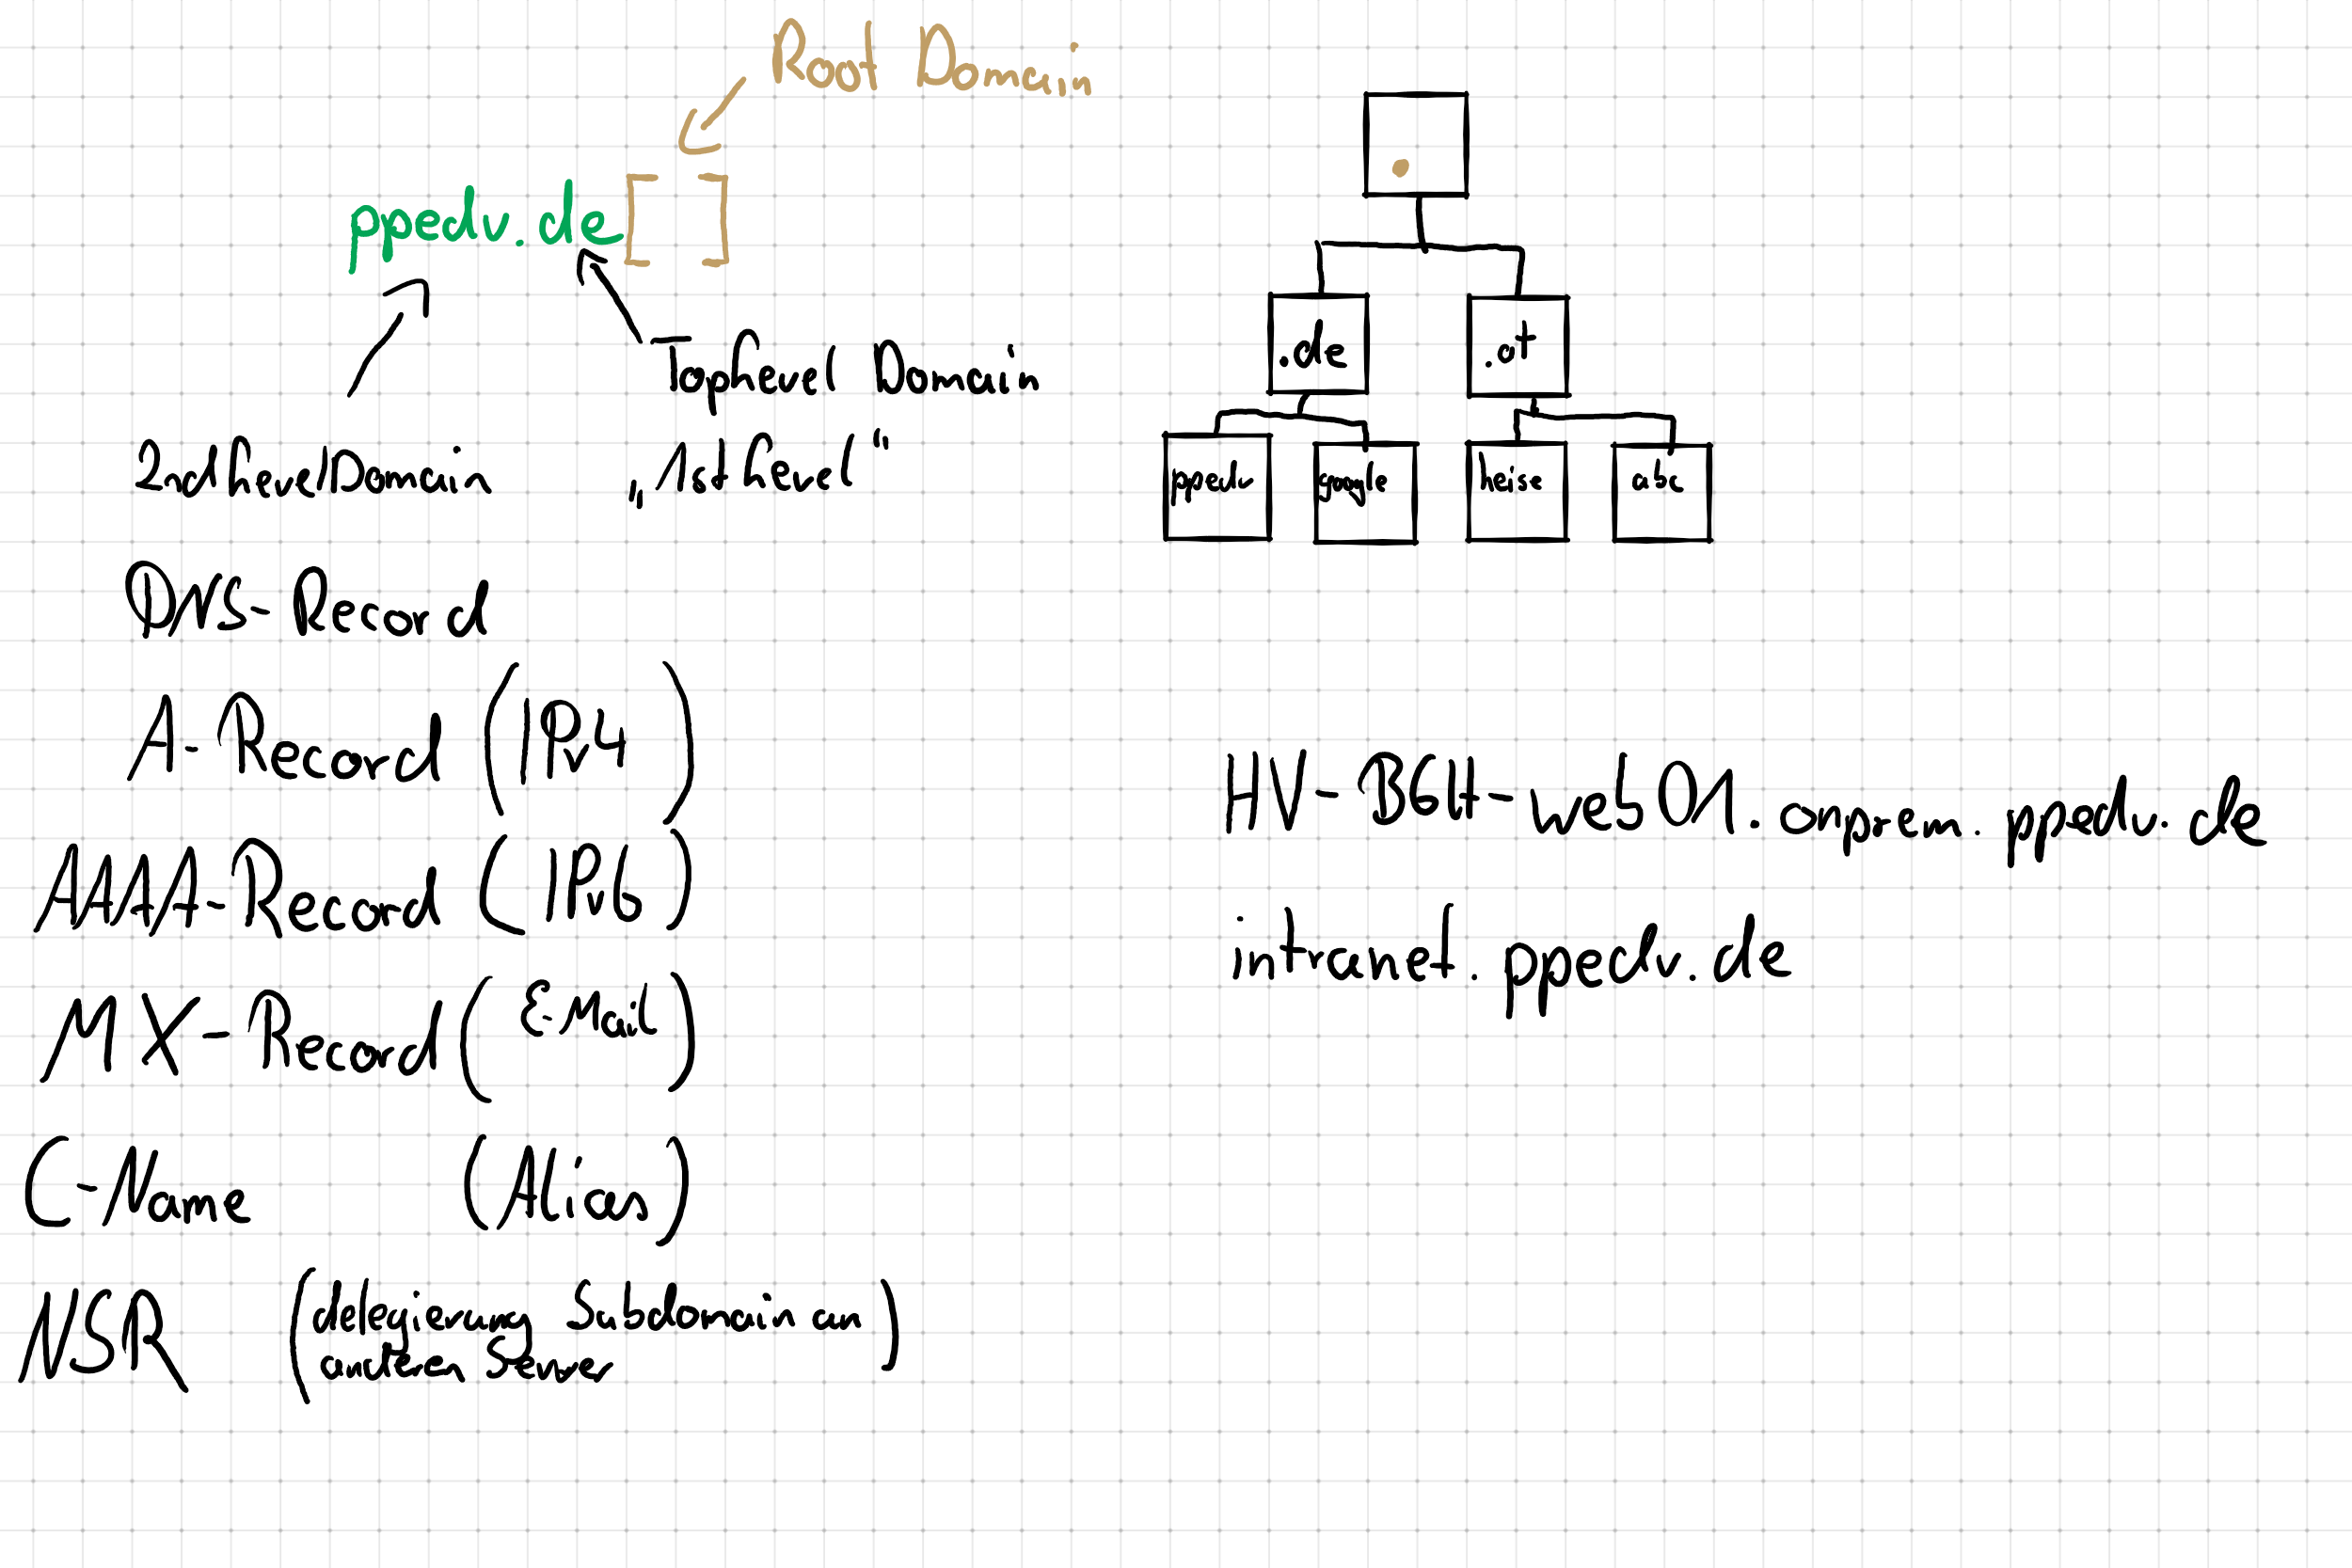 Root Domain
ppedv.de[ ]
TopLevel Domain
2ndLevelDomain
„1st Level“
.
.de
.at
ppedv
google
heise
abc
DNS-Record
A-Record (IPv4)
AAAA-Record (IPv6)
MX-Record (E-Mail)
C-Name (Alias)
NSR (delegierung Subdomain an
anderen Server)
HV-BGH-web01.onprem.ppedv.de
intranet.ppedv.de